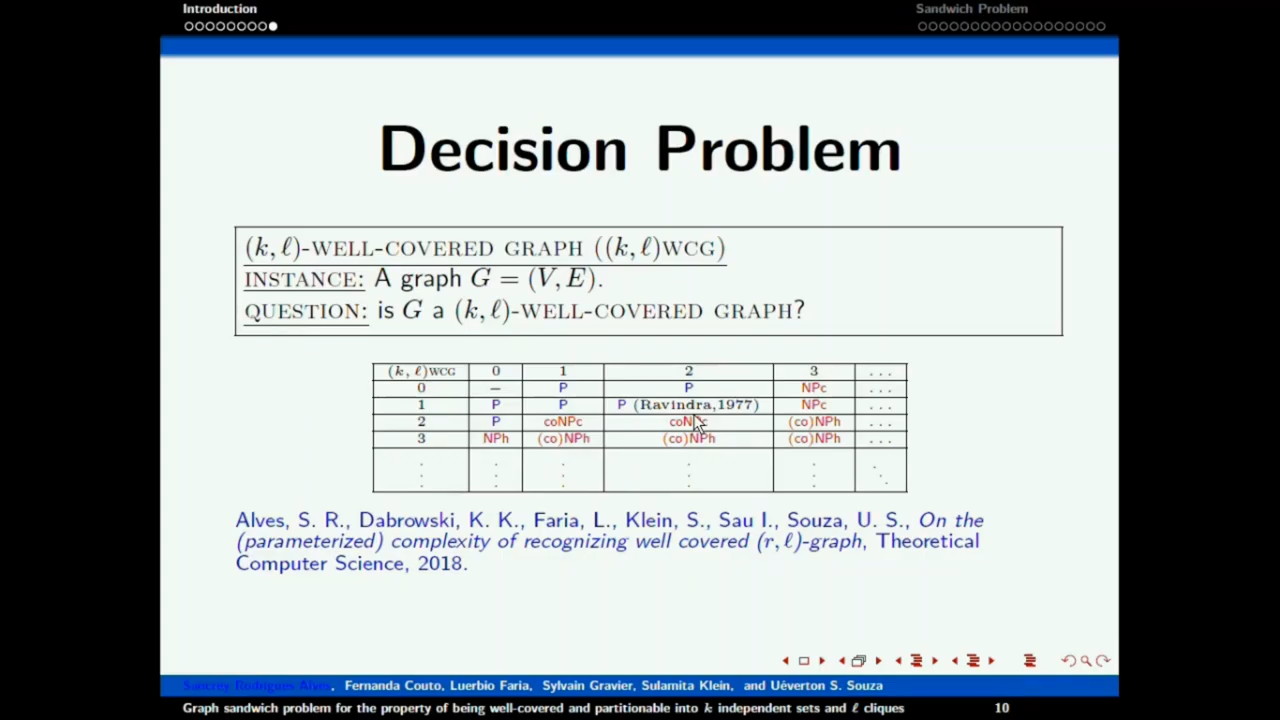 Introduction Sandwich Problem
Decision Problem
(k, ℓ)-WELL-COVERED GRAPH ((k, ℓ)WCG)
INSTANCE: A graph G = (V, E).
QUESTION: is G a (k, ℓ)-WELL-COVERED GRAPH?
(k, ℓ)WCG 0 1 2 3 ...
0 – P P NPc ...
1 P P P (Ravindra,1977) NPc ...
2 P coNPc coNPc (co)NPh ...
3 NPh (co)NPh (co)NPh (co)NPh ...
Alves, S. R., Dabrowski, K. K., Faria, L., Klein, S., Sau I., Souza, U. S., On the
(parameterized) complexity of recognizing well covered (r, ℓ)-graph, Theoretical
Computer Science, 2018.
Sancrey Rodrigues Alves, Fernanda Couto, Luerbio Faria, Sylvain Gravier, Sulamita Klein, and Uéverton S. Souza
Graph sandwich problem for the property of being well-covered and partitionable into k independent sets and ℓ cliques 10